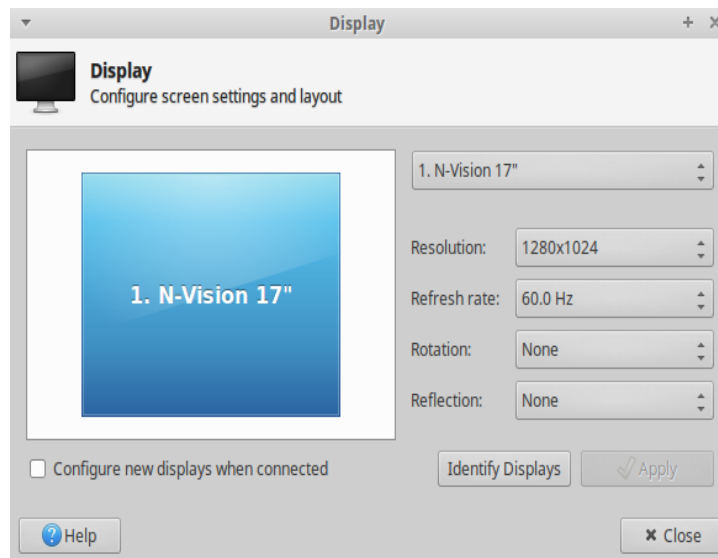 Display
Display
Configure screen settings and layout
1. N-Vision 17"
1. N-Vision 17"
Resolution: 1280x1024
Refresh rate: 60.0 Hz
Rotation: None
Reflection: None
Configure new displays when connected
Identify Displays
Apply
Help
Close